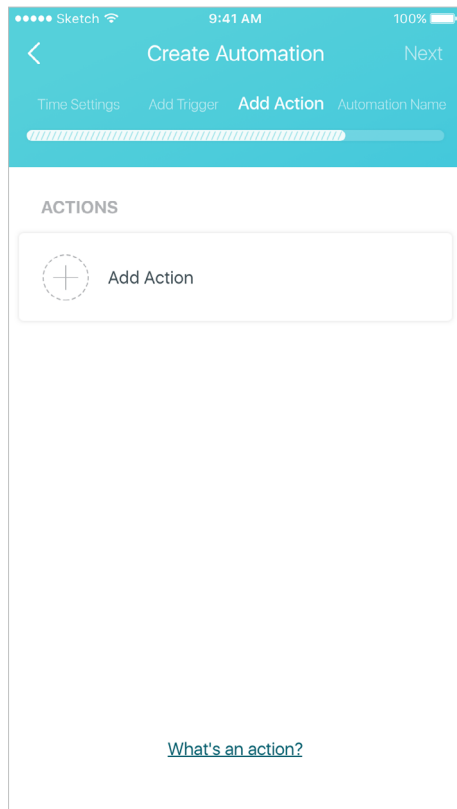 Sketch 9:41 AM 100%
Create Automation Next
Time Settings Add Trigger Add Action Automation Name
ACTIONS
Add Action
What's an action?